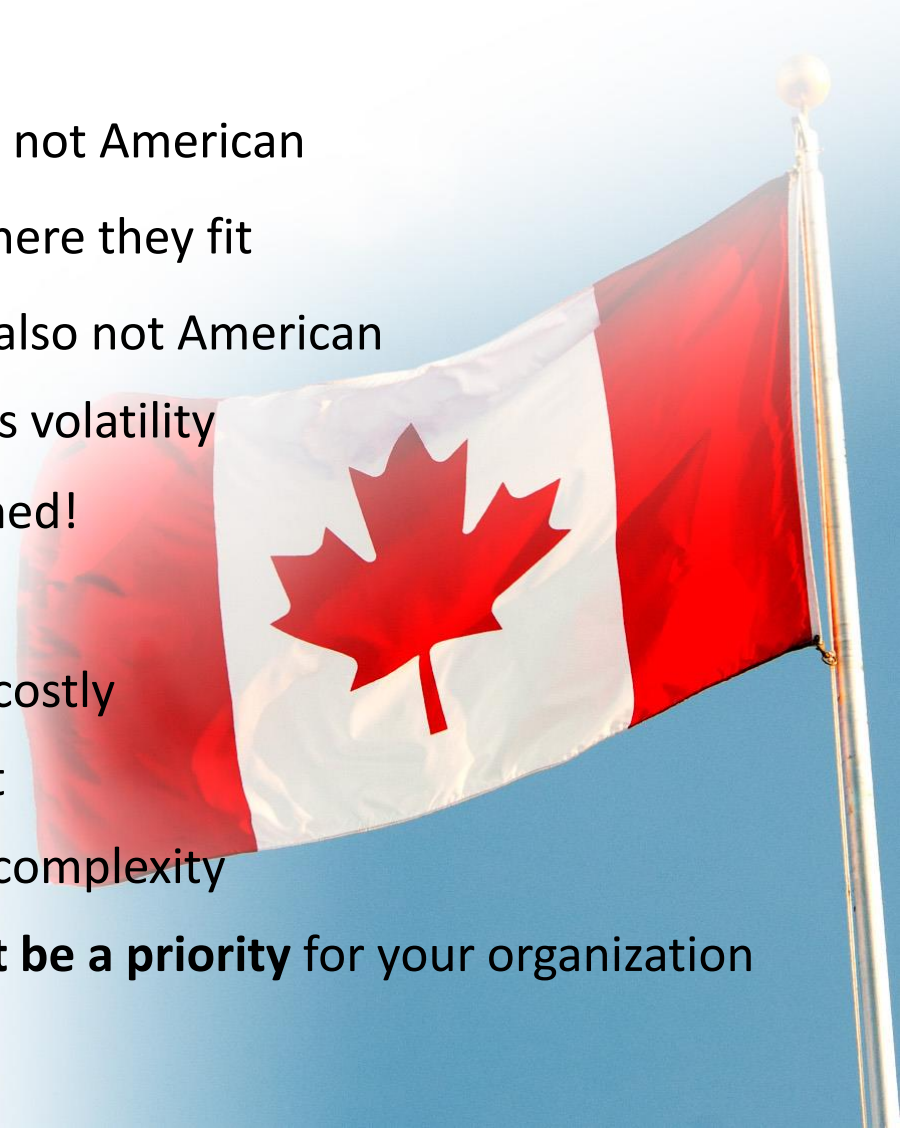 not American
here they fit
also not American
s volatility
ned!
costly
t
complexity
t be a priority for your organization